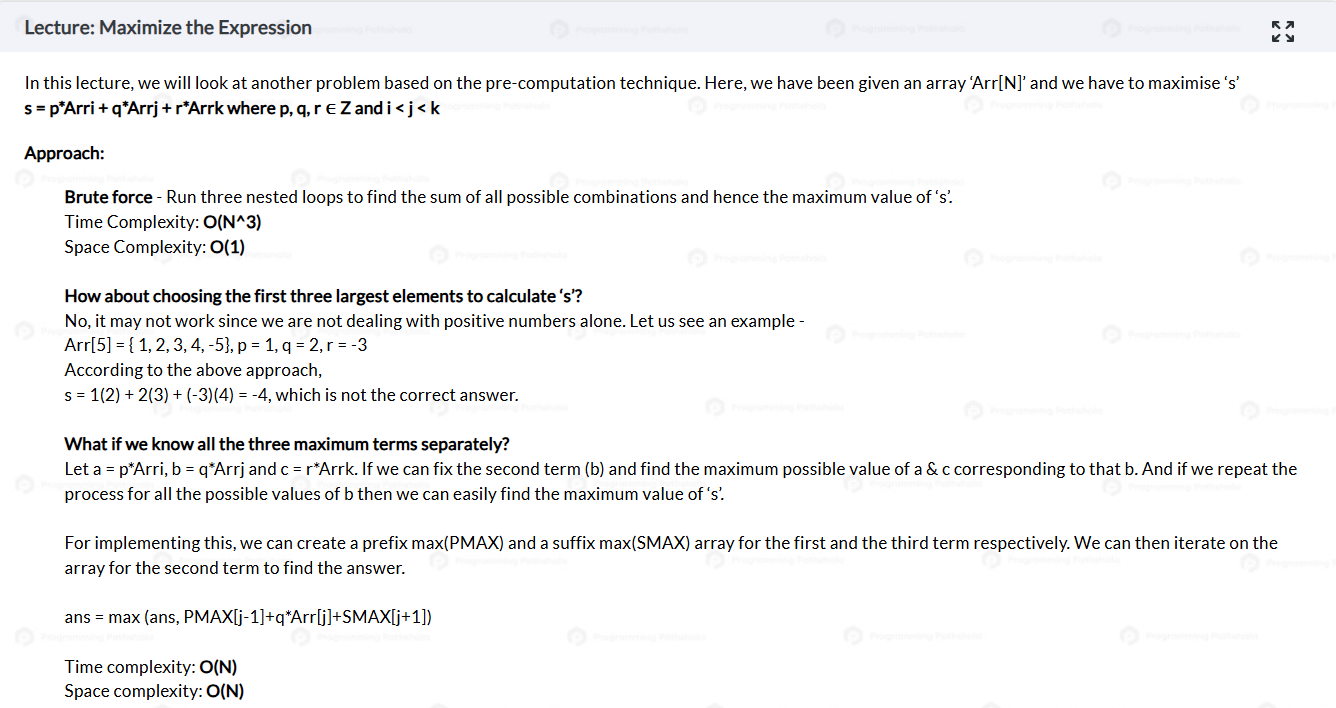 Lecture: Maximize the Expression
In this lecture, we will look at another problem based on the pre-computation technique. Here, we have been given an array ‘Arr[N]’ and we have to maximise ‘s’
s = p*Arri + q*Arrj + r*Arrk where p, q, r ∈ Z and i < j < k
Approach:
Brute force - Run three nested loops to find the sum of all possible combinations and hence the maximum value of ‘s’.
Time Complexity: O(N^3)
Space Complexity: O(1)
How about choosing the first three largest elements to calculate ‘s’?
No, it may not work since we are not dealing with positive numbers alone. Let us see an example -
Arr[5] = { 1, 2, 3, 4, -5}, p = 1, q = 2, r = -3
According to the above approach,
s = 1(2) + 2(3) + (-3)(4) = -4, which is not the correct answer.
What if we know all the three maximum terms separately?
Let a = p*Arri, b = q*Arrj and c = r*Arrk. If we can fix the second term (b) and find the maximum possible value of a & c corresponding to that b. And if we repeat the
process for all the possible values of b then we can easily find the maximum value of ‘s’.
For implementing this, we can create a prefix max(PMAX) and a suffix max(SMAX) array for the first and the third term respectively. We can then iterate on the
array for the second term to find the answer.
ans = max (ans, PMAX[j-1]+q*Arr[j]+SMAX[j+1])
Time complexity: O(N)
Space complexity: O(N)